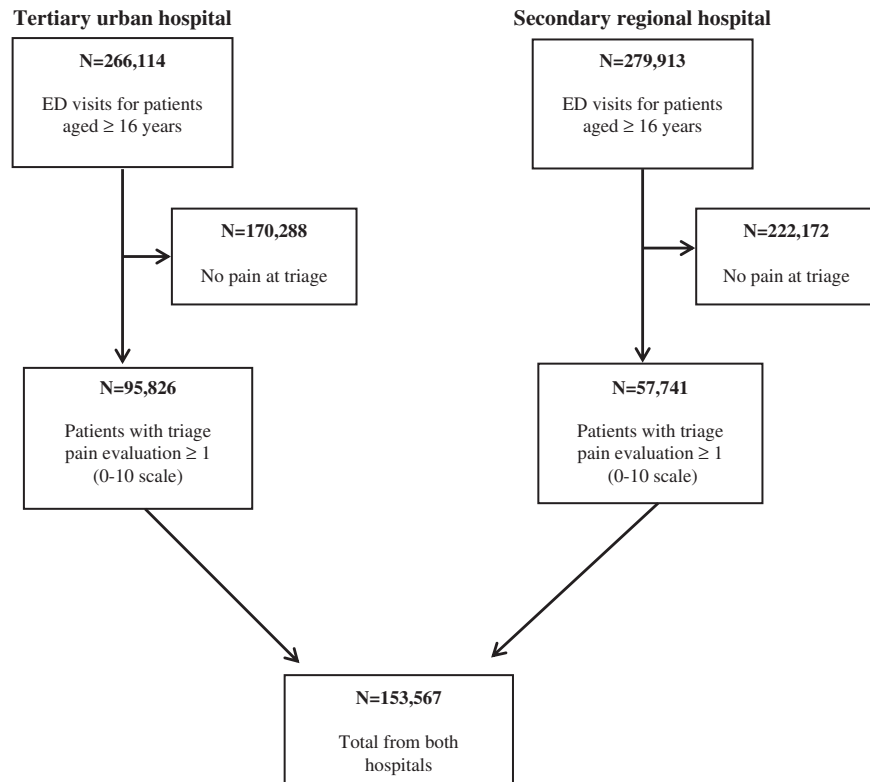 Tertiary urban hospital
N=266,114
ED visits for patients
aged ≥ 16 years
N=170,288
No pain at triage
N=95,826
Patients with triage
pain evaluation ≥ 1
(0-10 scale)
Secondary regional hospital
N=279,913
ED visits for patients
aged ≥ 16 years
N=222,172
No pain at triage
N=57,741
Patients with triage
pain evaluation ≥ 1
(0-10 scale)
N=153,567
Total from both
hospitals